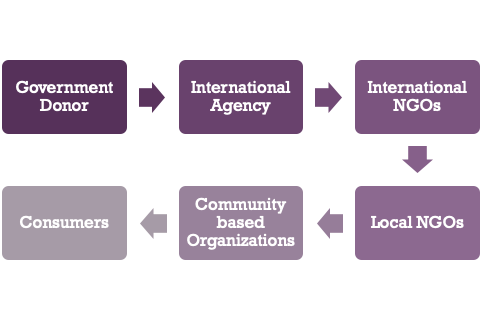 Government
Donor
International
Agency
International
NGOs
Consumers
Community
based
Organizations
Local NGOs